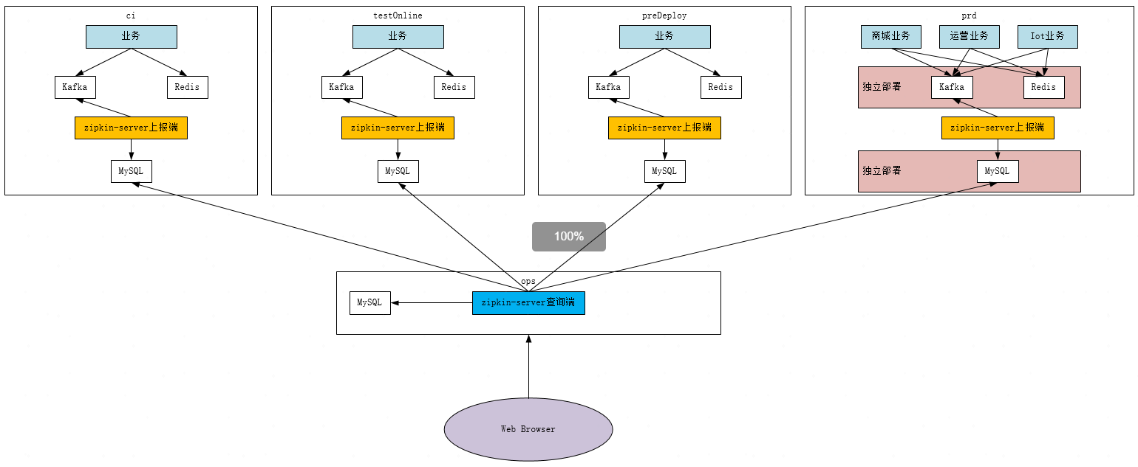 ci
testOnline
preDeploy
prd
业务
业务
业务
商城业务
运营业务
Iot业务
Kafka
Redis
Kafka
Redis
Kafka
Redis
独立部署
Kafka
Redis
zipkin-server上报端
zipkin-server上报端
zipkin-server上报端
zipkin-server上报端
MySQL
MySQL
MySQL
独立部署
MySQL
100%
ops
MySQL
zipkin-server查询端
Web Browser